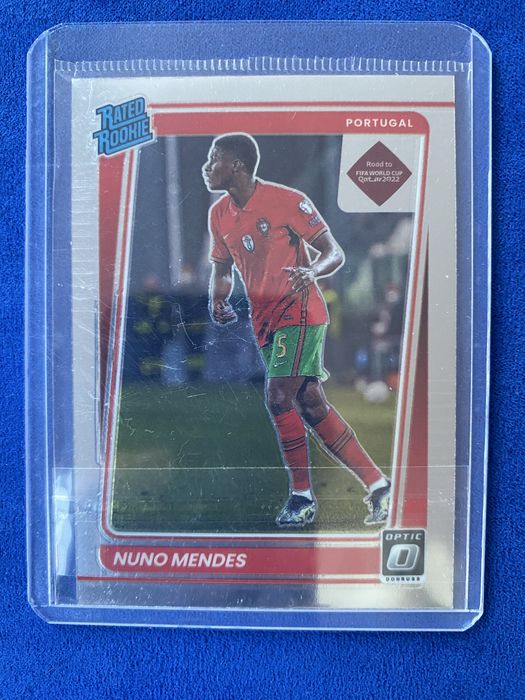 RATED
ROOKIE
PORTUGAL
Road to
FIFA WORLD CUP
Qatar2022
5
NUNO MENDES
OPTIC
DONRUSS